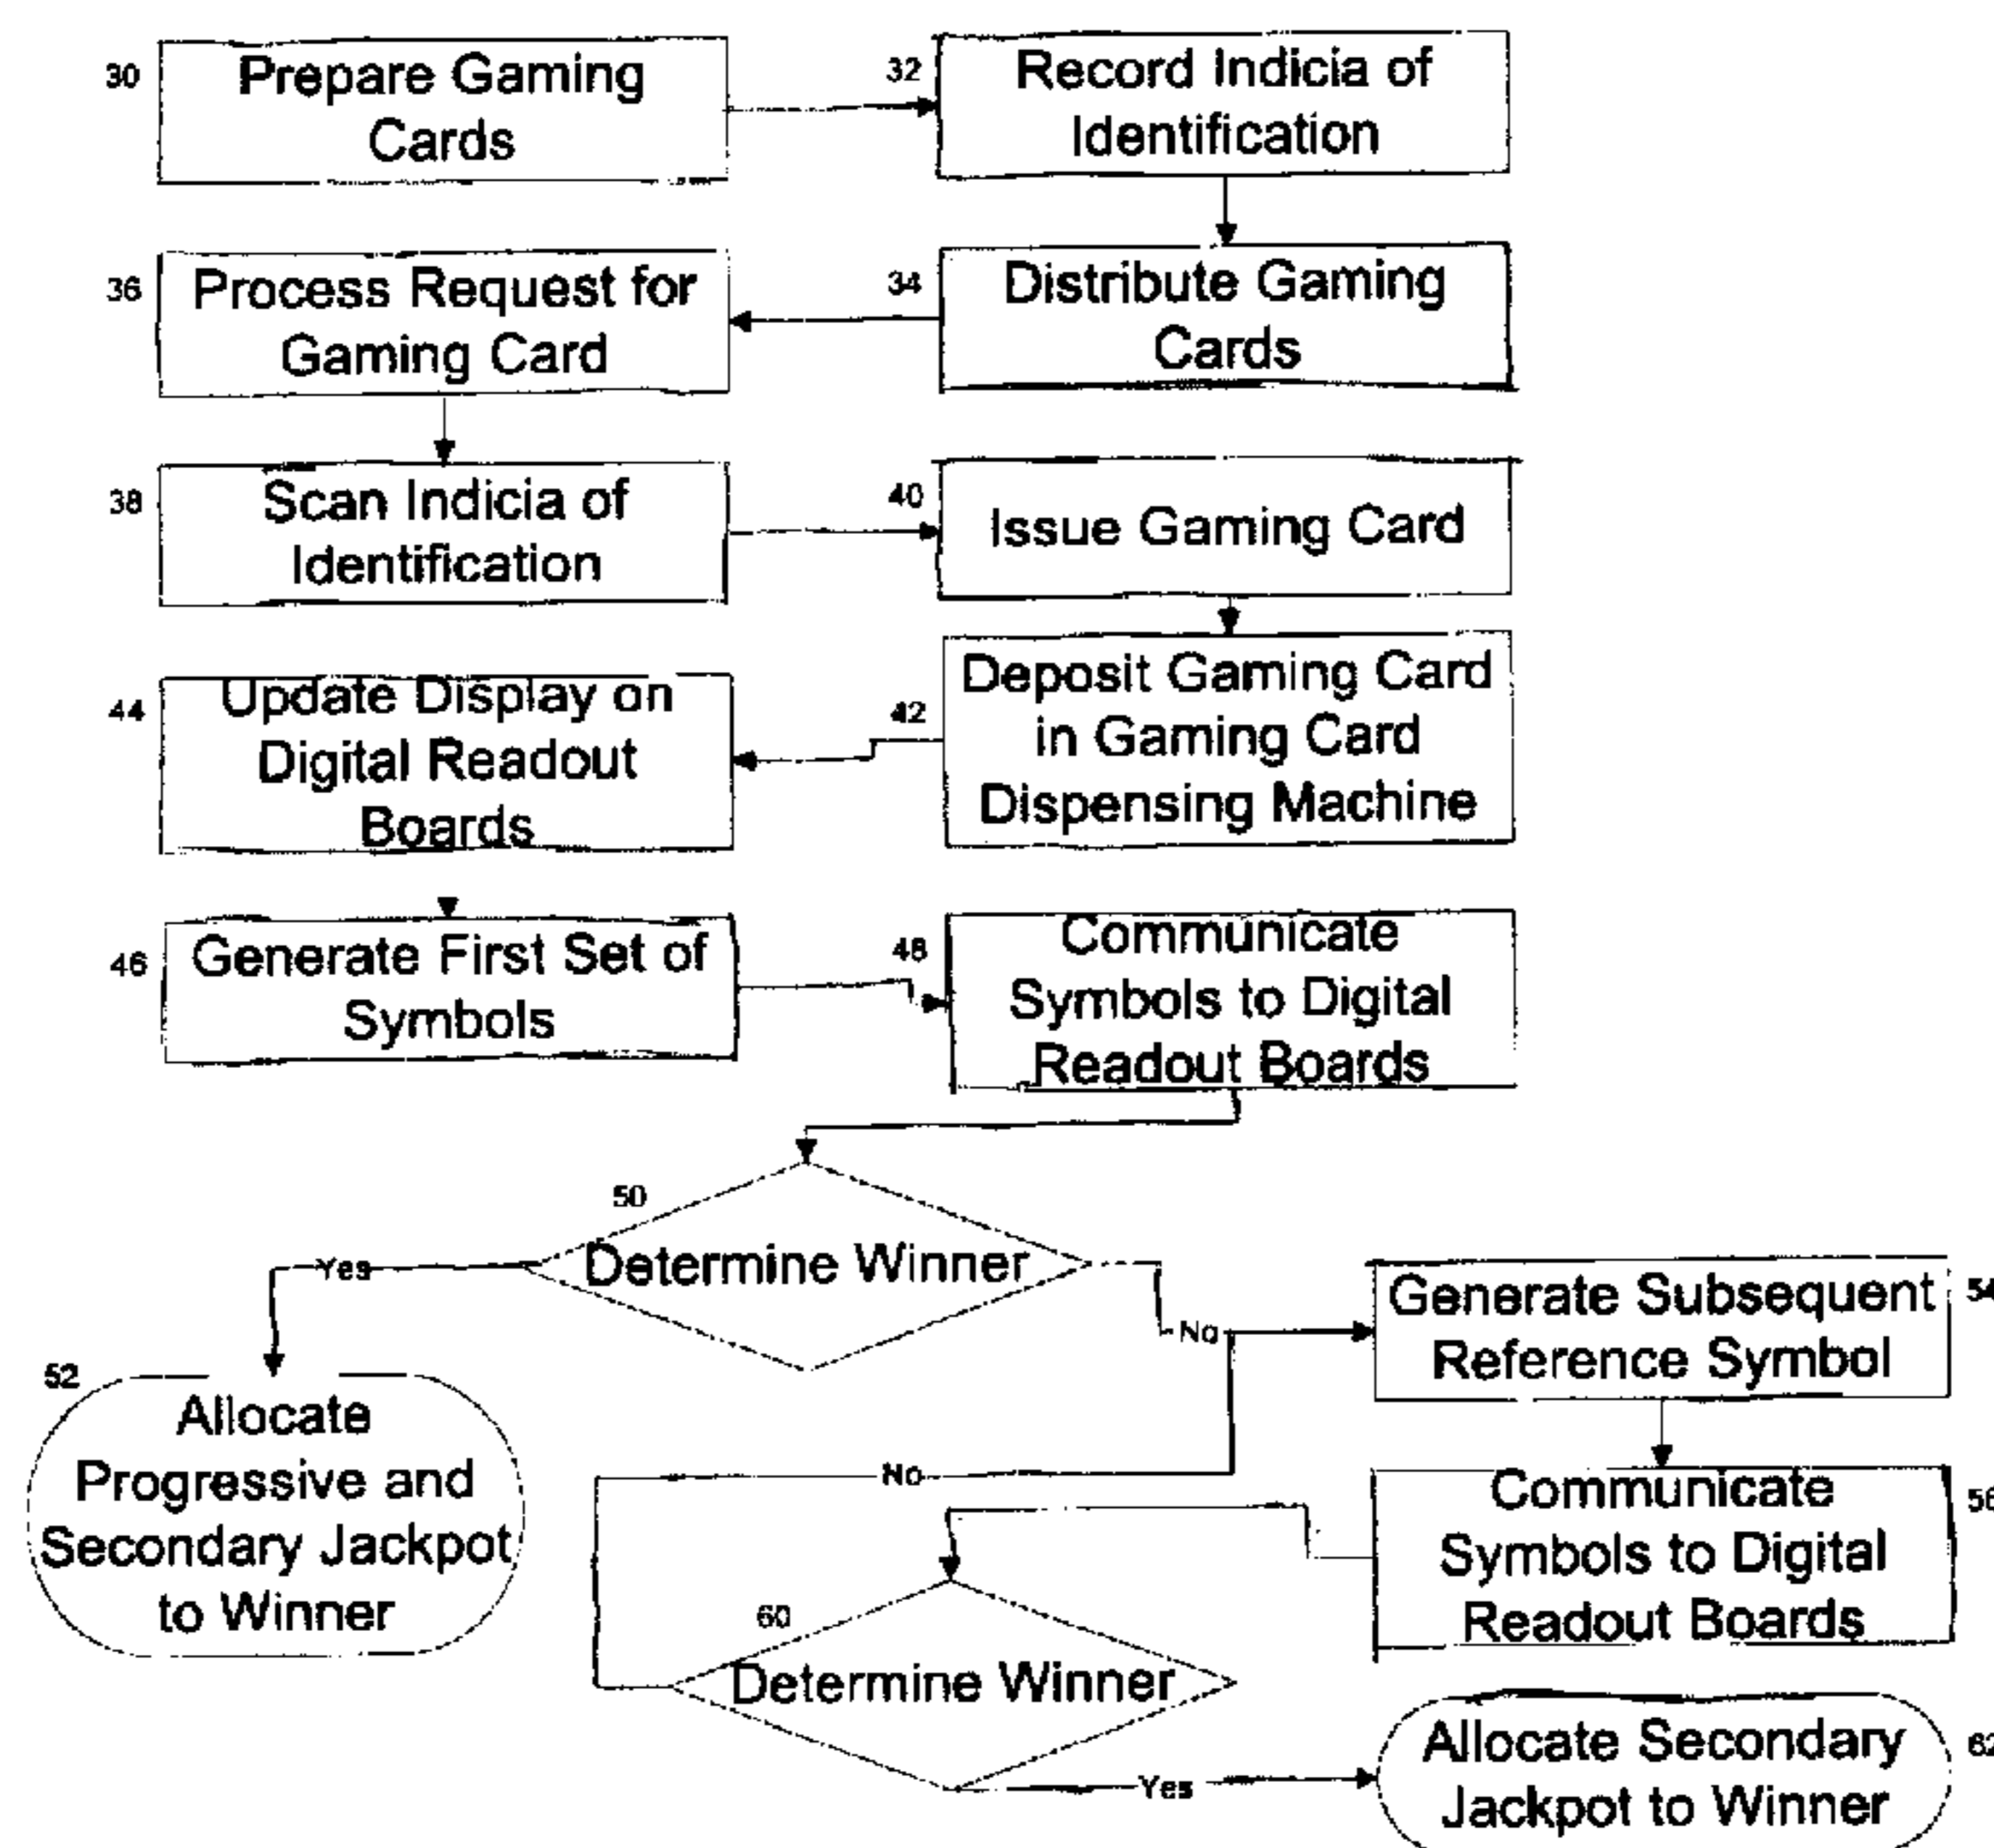 30
Prepare Gaming
Cards
32
Record Indicia of
Identification
36
Process Request for
Gaming Card
34
Distribute Gaming
Cards
38
Scan Indicia of
Identification
40
Issue Gaming Card
44
Update Display on
Digital Readout
Boards
42
Deposit Gaming Card
in Gaming Card
Dispensing Machine
46
Generate First Set of
Symbols
48
Communicate
Symbols to Digital
Readout Boards
50
Determine Winner
Yes
No
52
Allocate
Progressive and
Secondary Jackpot
to Winner
Generate Subsequent
Reference Symbol
No
Communicate
Symbols to Digital
Readout Boards
56
60
Determine Winner
Yes
Allocate Secondary
Jackpot to Winner
62